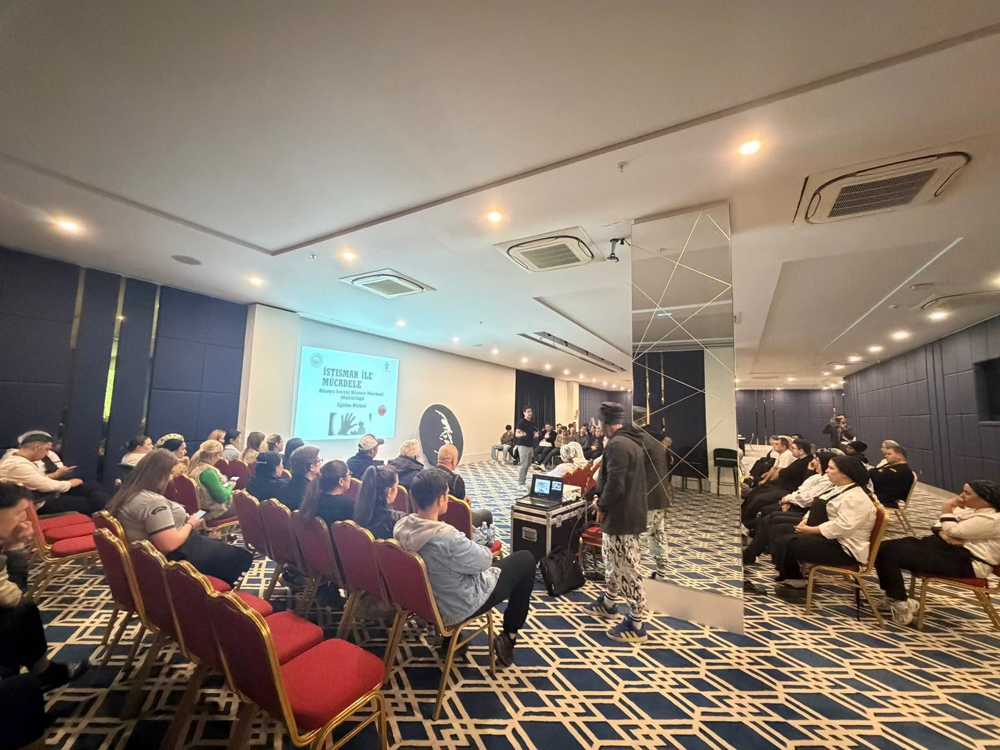 İSTİSMAR İLE
MÜCADELE
Alanya Sosyal Hizmet Merkezi
Müdürlüğü
Eğitim Birimi